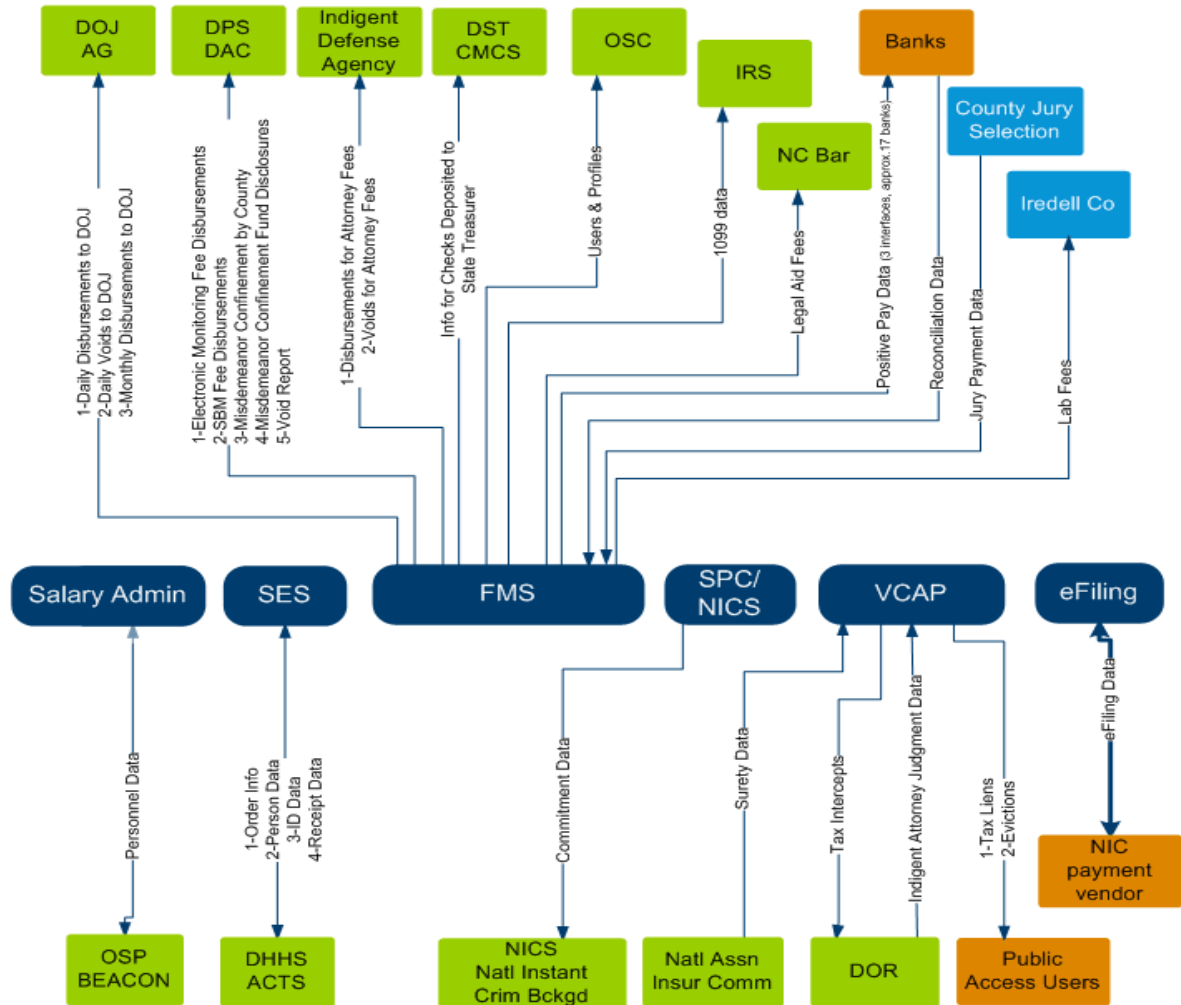 DOJ
AG
DPS
DAC
Indigent
Defense
Agency
DST
CMCS
OSC
IRS
NC Bar
Banks
County Jury
Selection
Iredell Co
1-Daily Disbursements to DOJ
2-Daily Voids to DOJ
3-Monthly Disbursements to DOJ
1-Electronic Monitoring Fee Disbursements
2-SBM Fee Disbursements
3-Misdemeanor Confinement by County
4-Misdemeanor Confinement Fund Disclosures
5-Void Report
1-Disbursements for Attorney Fees
2-Voids for Attorney Fees
Info for Checks Deposited to
State Treasurer
Users & Profiles
1099 data
Legal Aid Fees
Positive Pay Data (3 interfaces, approx.17 banks)
Reconciliation Data
Jury Payment Data
Lab Fees
Salary Admin
SES
FMS
SPC/
NICS
VCAP
eFiling
Personnel Data
1-Order Info
2-Person Data
3-ID Data
4-Receipt Data
Commitment Data
Surety Data
Tax Intercepts
Indigent Attorney Judgment Data
1-Tax Liens
2-Evictions
eFiling Data
OSP
BEACON
DHHS
ACTS
NICS
Natl Instant
Crim Bckgd
Natl Assn
Insur Comm
DOR
Public
Access Users
NIC
payment
vendor